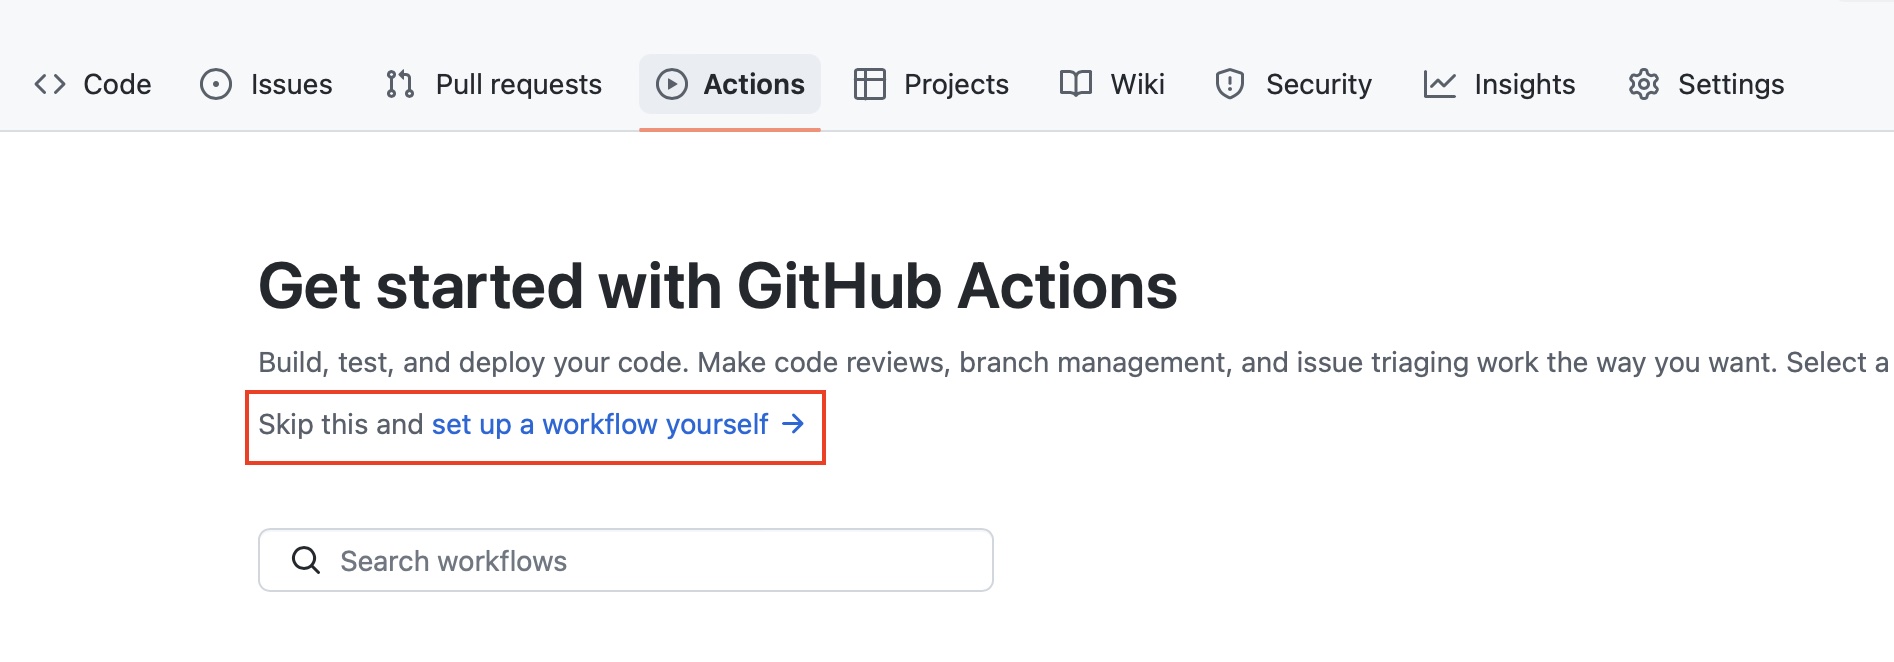 Code Issues Pull requests Actions Projects Wiki Security Insights Settings
Get started with GitHub Actions
Build, test, and deploy your code. Make code reviews, branch management, and issue triaging work the way you want. Select a
Skip this and set up a workflow yourself →
Search workflows